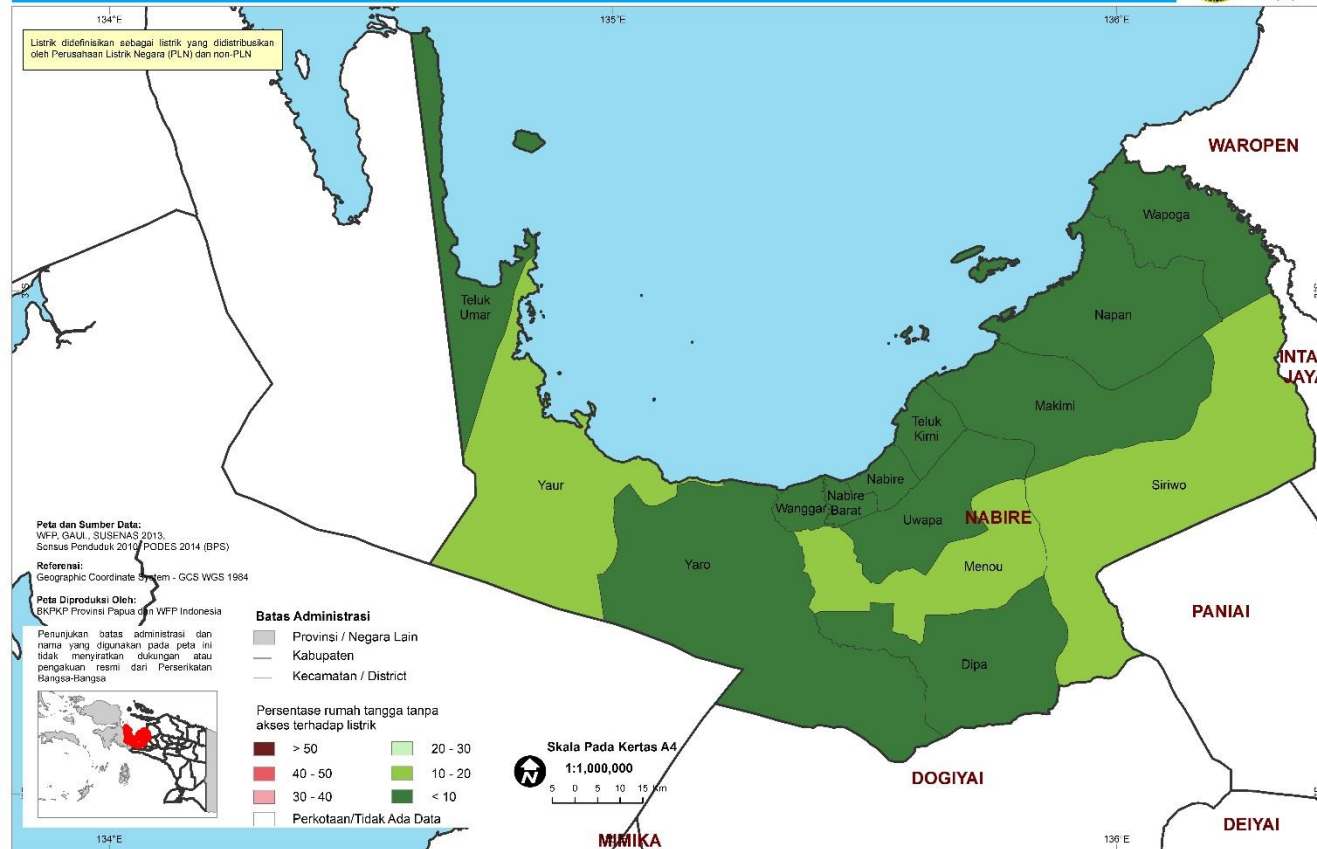 134°E
135°E
136°E
Listrik didefinisikan sebagai listrik yang didistribusikan
oleh Perusahaan Listrik Negara (PLN) dan non-PLN
WAROPEN
Wapoga
3°S
Teluk
Umar
Napan
INTA
JAYA
Makimi
Teluk
Kimi
Yaur
Nabire
Siriwo
Wanggar
Nabire
Barat
Uwapa
NABIRE
Yaro
Menou
PANIAI
Dipa
DOGIYAI
DEIYAI
MIMIKA
Peta dan Sumber Data:
WFP, GAUL, SUSENAS 2013,
Sensus Penduduk 2010, PODES 2014 (BPS)
Referensi:
Geographic Coordinate System - GCS WGS 1984
Peta Diproduksi Oleh:
BKPKP Provinsi Papua dan WFP Indonesia
Penunjukan batas administrasi dan
nama yang digunakan pada peta ini
tidak menyiratkan dukungan atau
pengakuan resmi dari Perserikatan
Bangsa-Bangsa
Batas Administrasi
Provinsi / Negara Lain
Kabupaten
Kecamatan / District
Persentase rumah tangga tanpa
akses terhadap listrik
> 50
40 - 50
30 - 40
20 - 30
10 - 20
< 10
Perkotaan/Tidak Ada Data
N
Skala Pada Kertas A4
1:1,000,000
5 0 5 10 15 Km
134°E
136°E